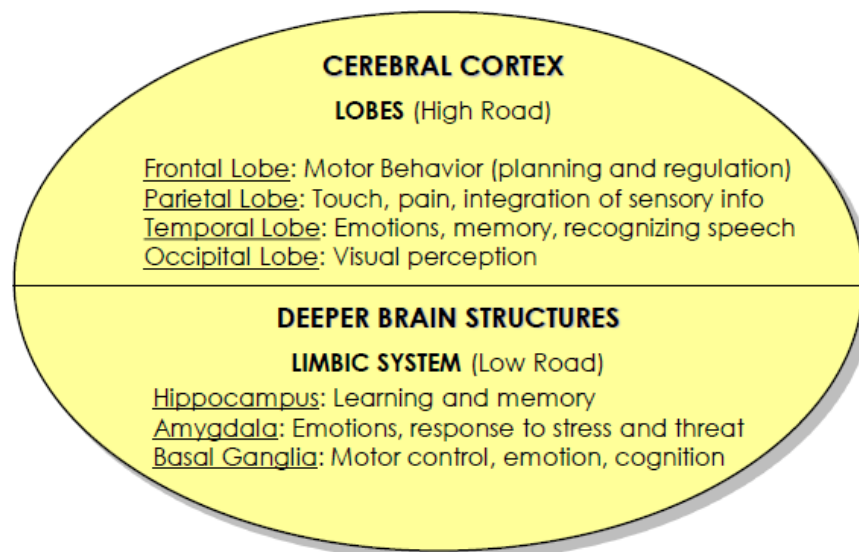 CEREBRAL CORTEX
LOBES (High Road)
Frontal Lobe: Motor Behavior (planning and regulation)
Parietal Lobe: Touch, pain, integration of sensory info
Temporal Lobe: Emotions, memory, recognizing speech
Occipital Lobe: Visual perception
DEEPER BRAIN STRUCTURES
LIMBIC SYSTEM (Low Road)
Hippocampus: Learning and memory
Amygdala: Emotions, response to stress and threat
Basal Ganglia: Motor control, emotion, cognition